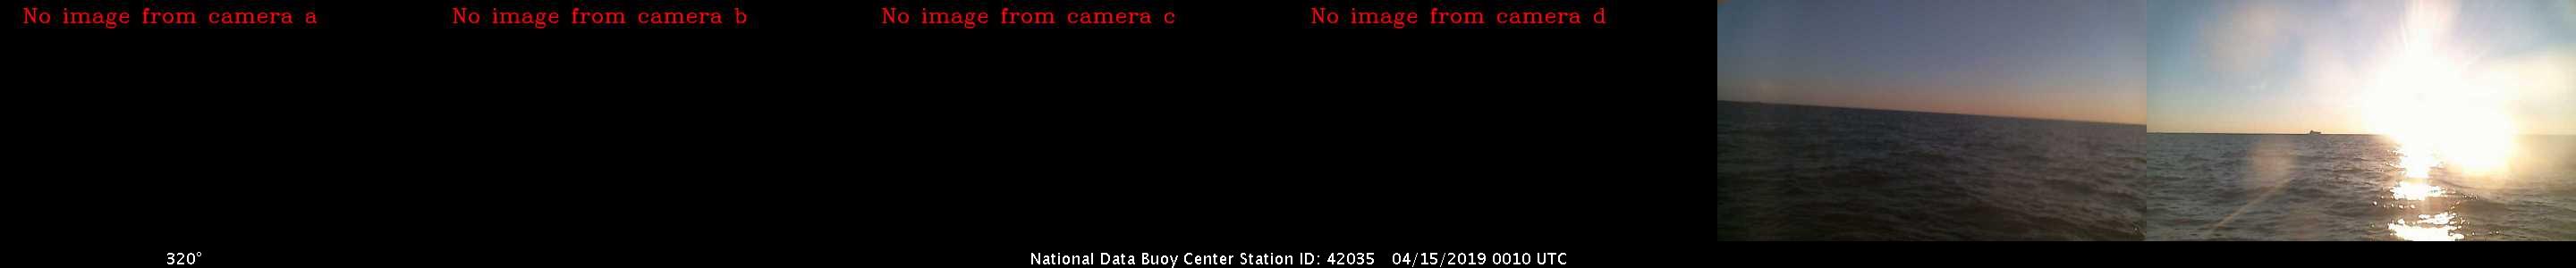 No image from camera a
No image from camera b
No image from camera c
No image from camera d
320°
National Data Buoy Center Station ID: 42035 04/15/2019 0010 UTC